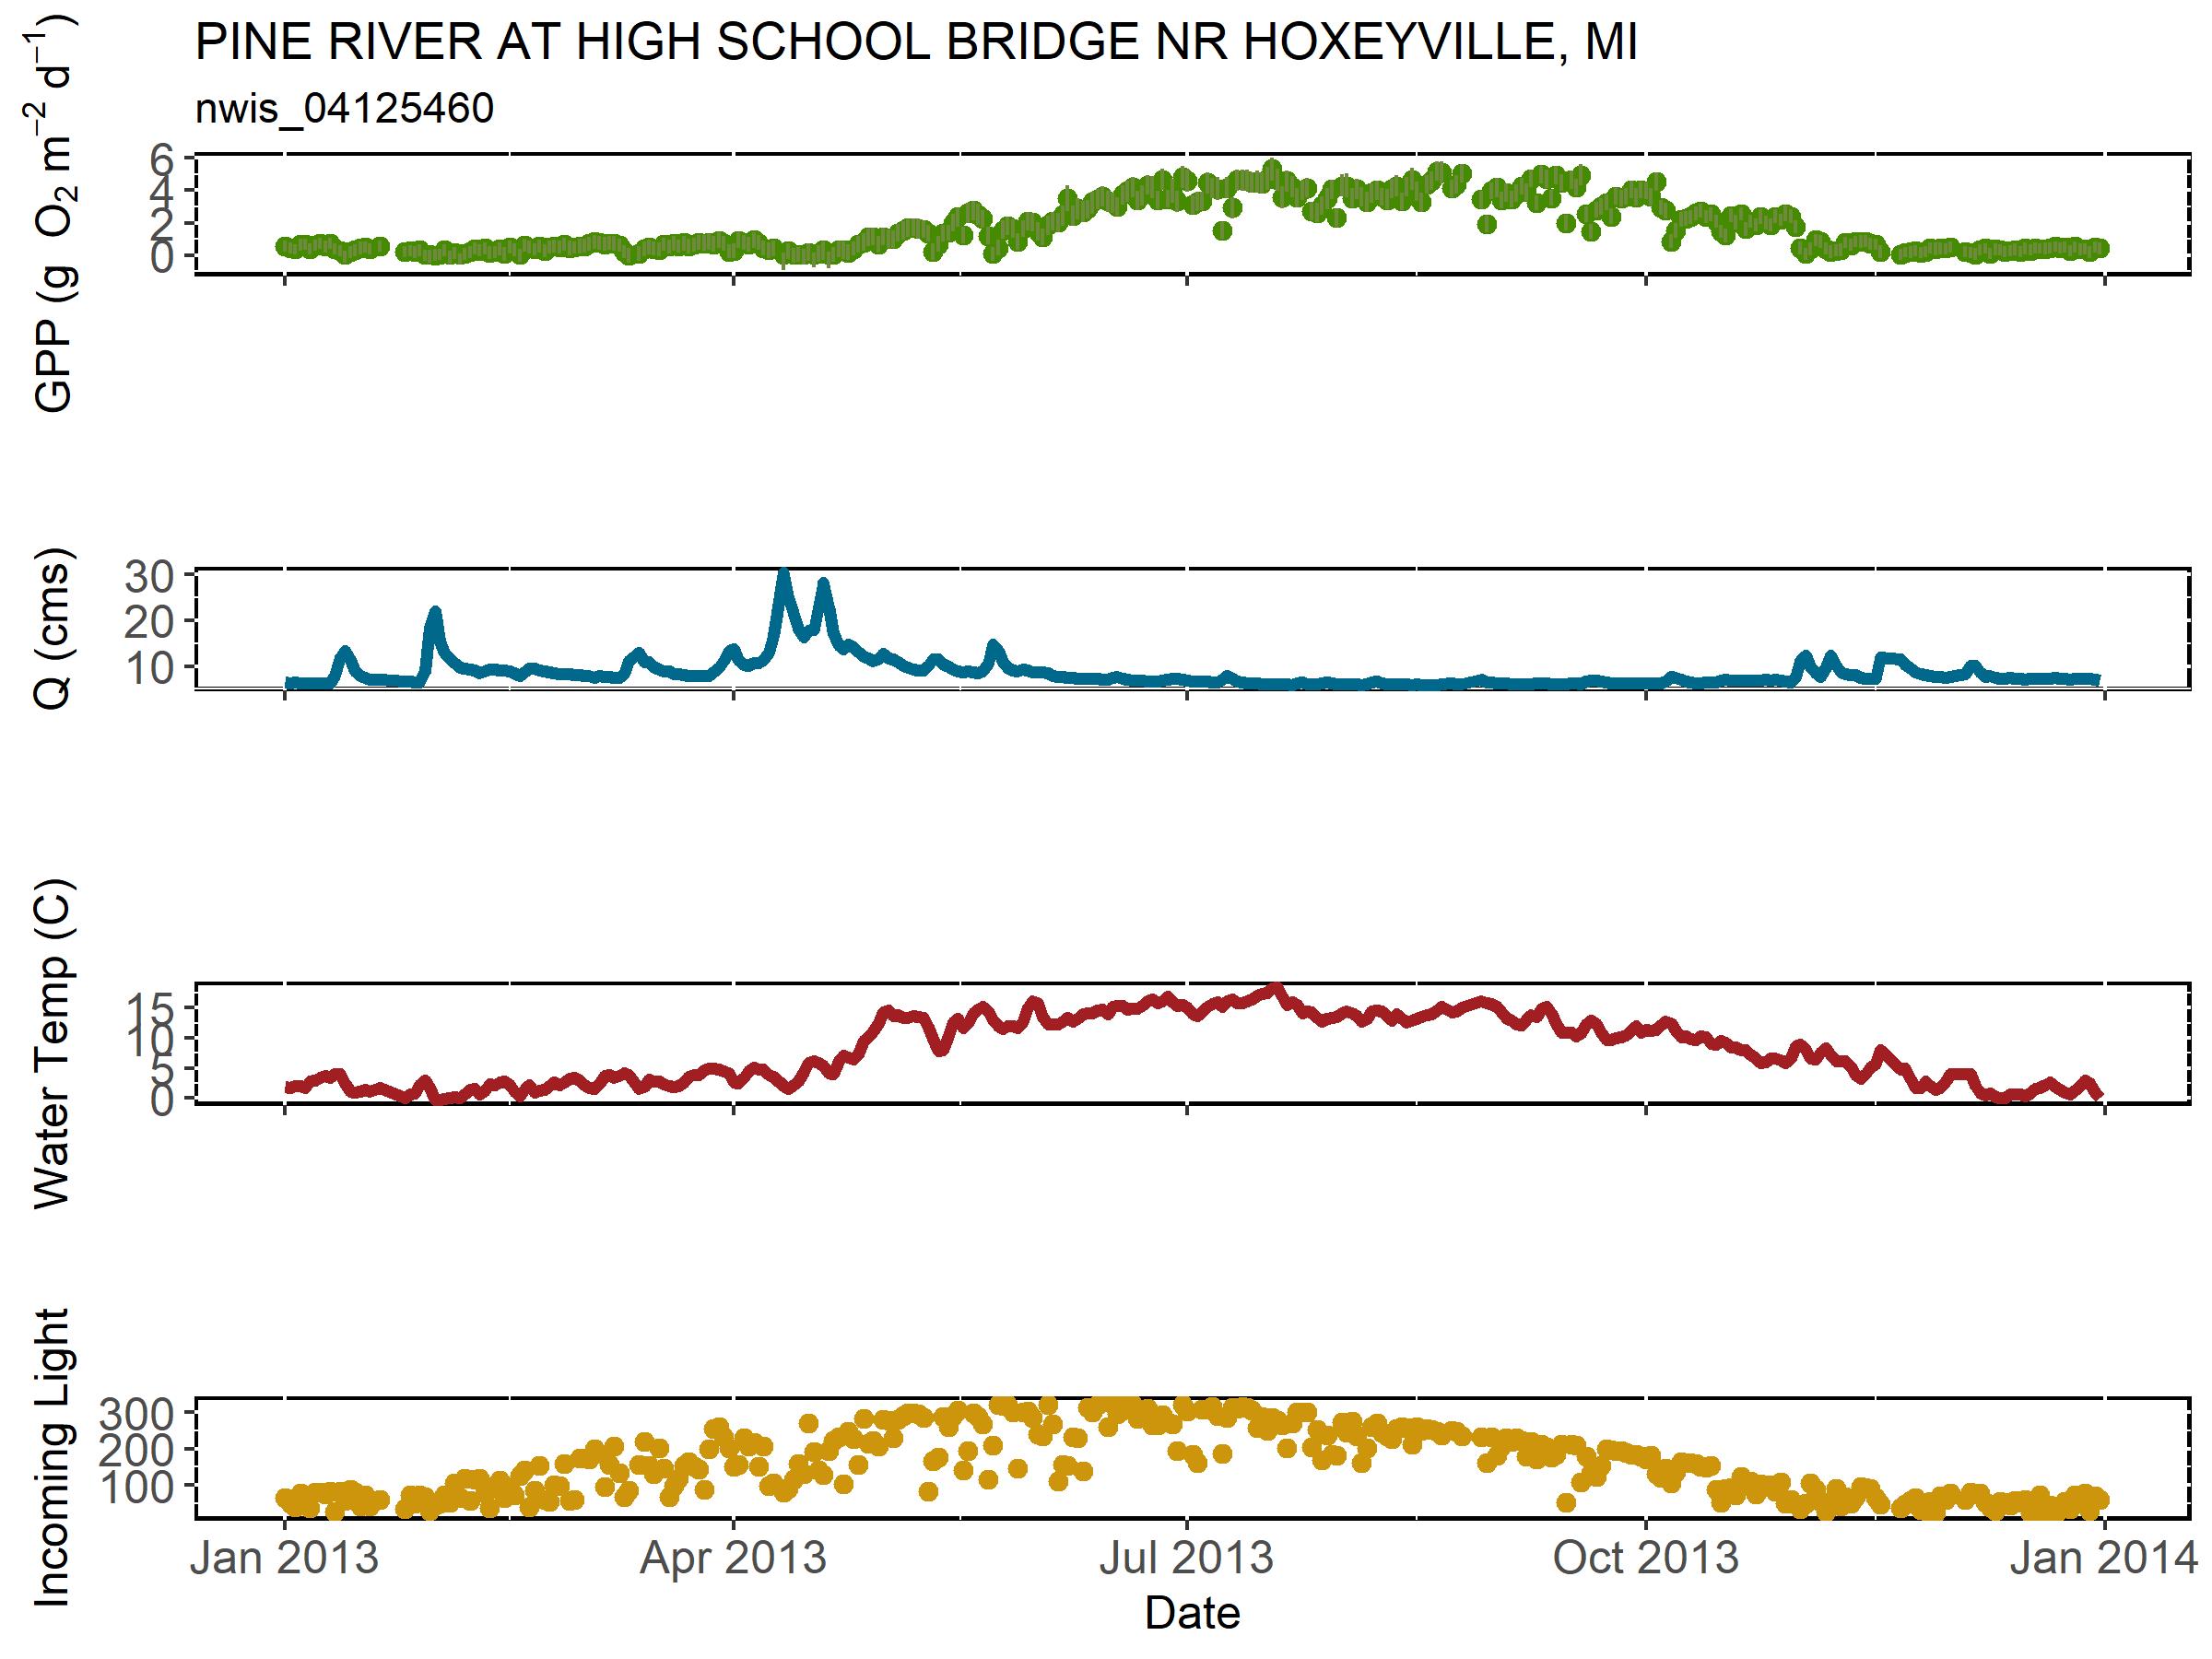 PINE RIVER AT HIGH SCHOOL BRIDGE NR HOXEYVILLE, MI
nwis_04125460
GPP (g O₂ m⁻² d⁻¹)
6
4
2
0
Q (cms)
30
20
10
Water Temp (C)
15
10
5
0
Incoming Light
300
200
100
Jan 2013 Apr 2013 Jul 2013 Oct 2013 Jan 2014
Date